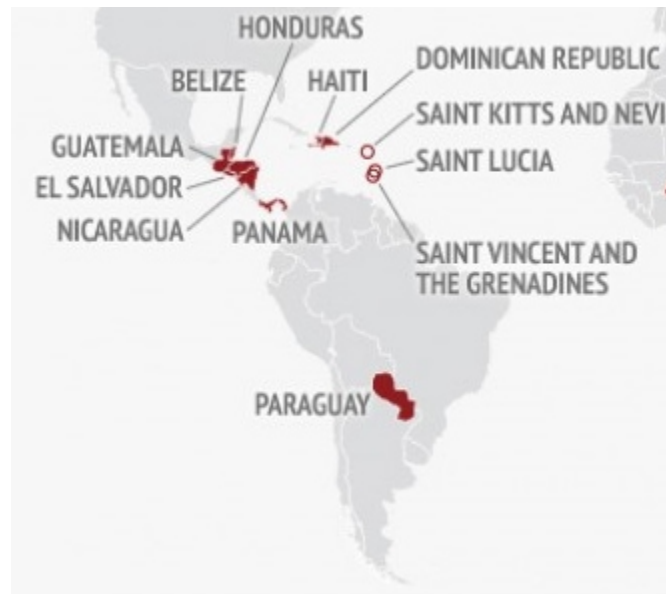 HONDURAS
BELIZE
HAITI
DOMINICAN REPUBLIC
SAINT KITTS AND NEVI
GUATEMALA
SAINT LUCIA
EL SALVADOR
NICARAGUA
PANAMA
SAINT VINCENT AND
THE GRENADINES
PARAGUAY